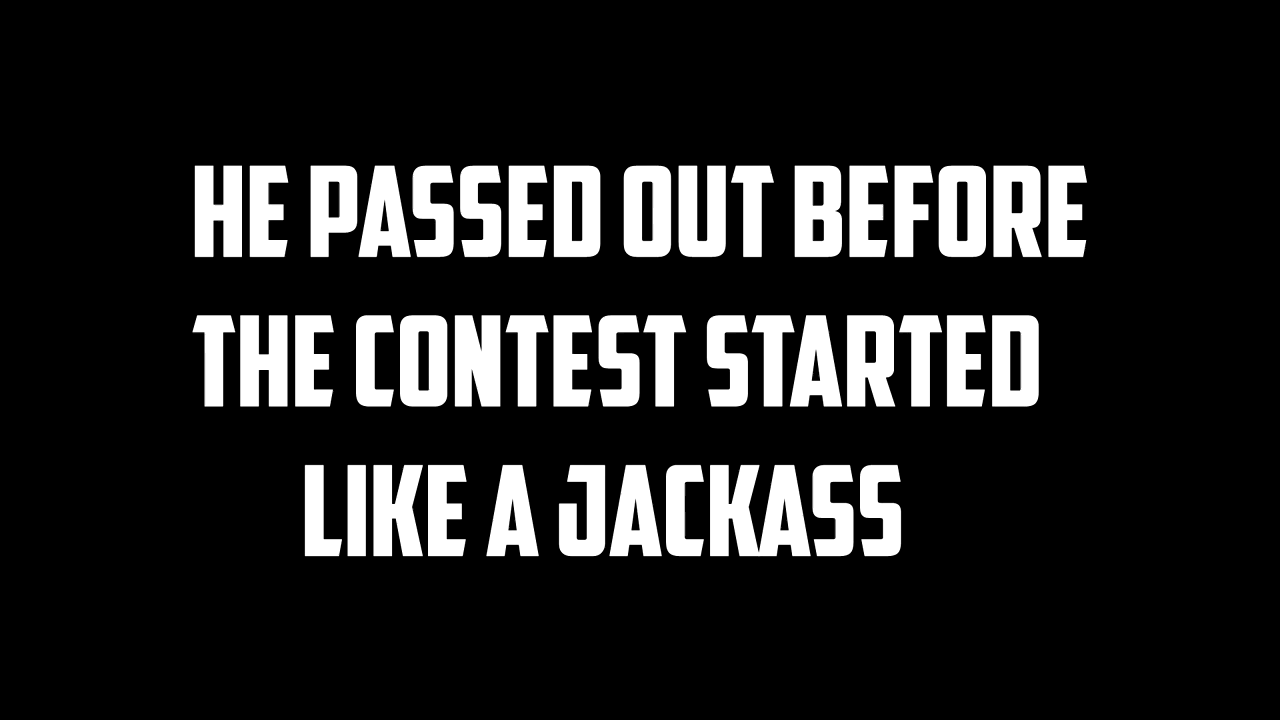 HE PASSED OUT BEFORE
THE CONTEST STARTED
LIKE A JACKASS